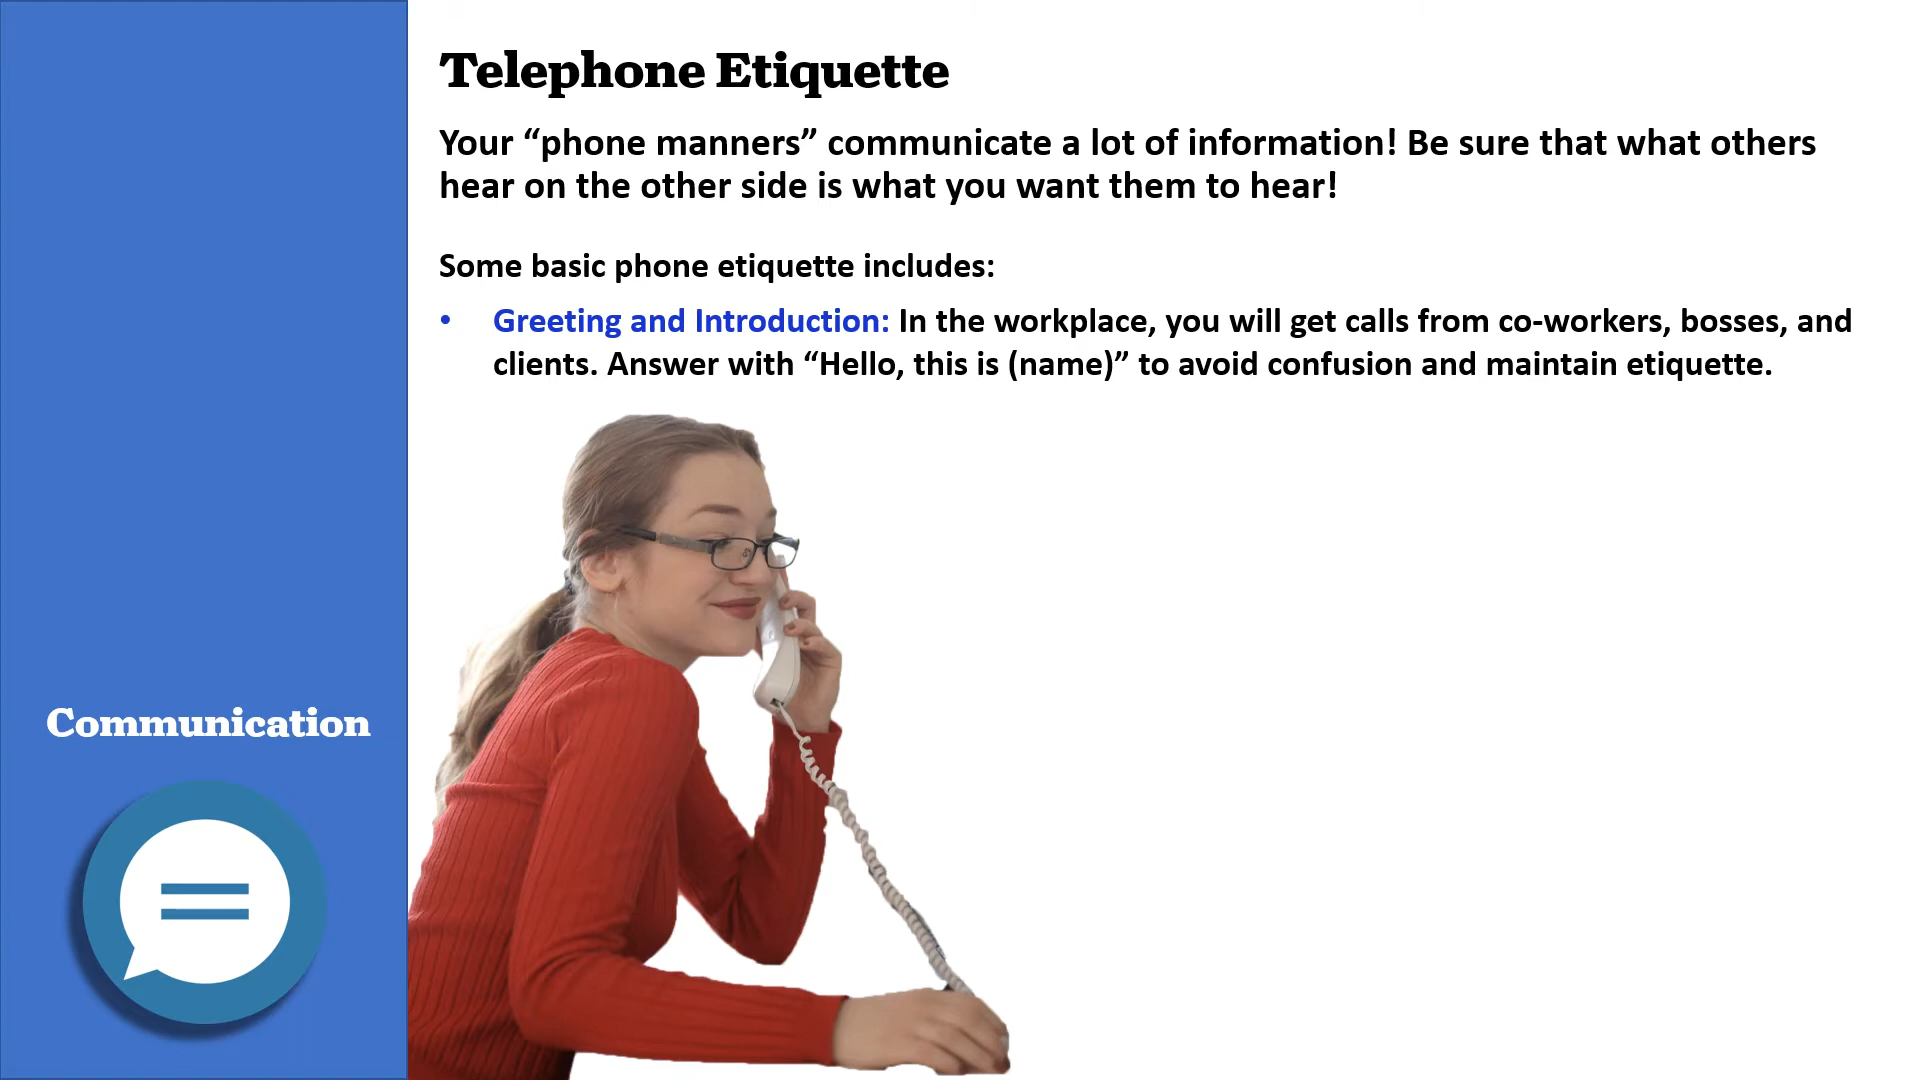 Telephone Etiquette
Your “phone manners” communicate a lot of information! Be sure that what others
hear on the other side is what you want them to hear!
Some basic phone etiquette includes:
• Greeting and Introduction: In the workplace, you will get calls from co-workers, bosses, and
clients. Answer with “Hello, this is (name)” to avoid confusion and maintain etiquette.
Communication